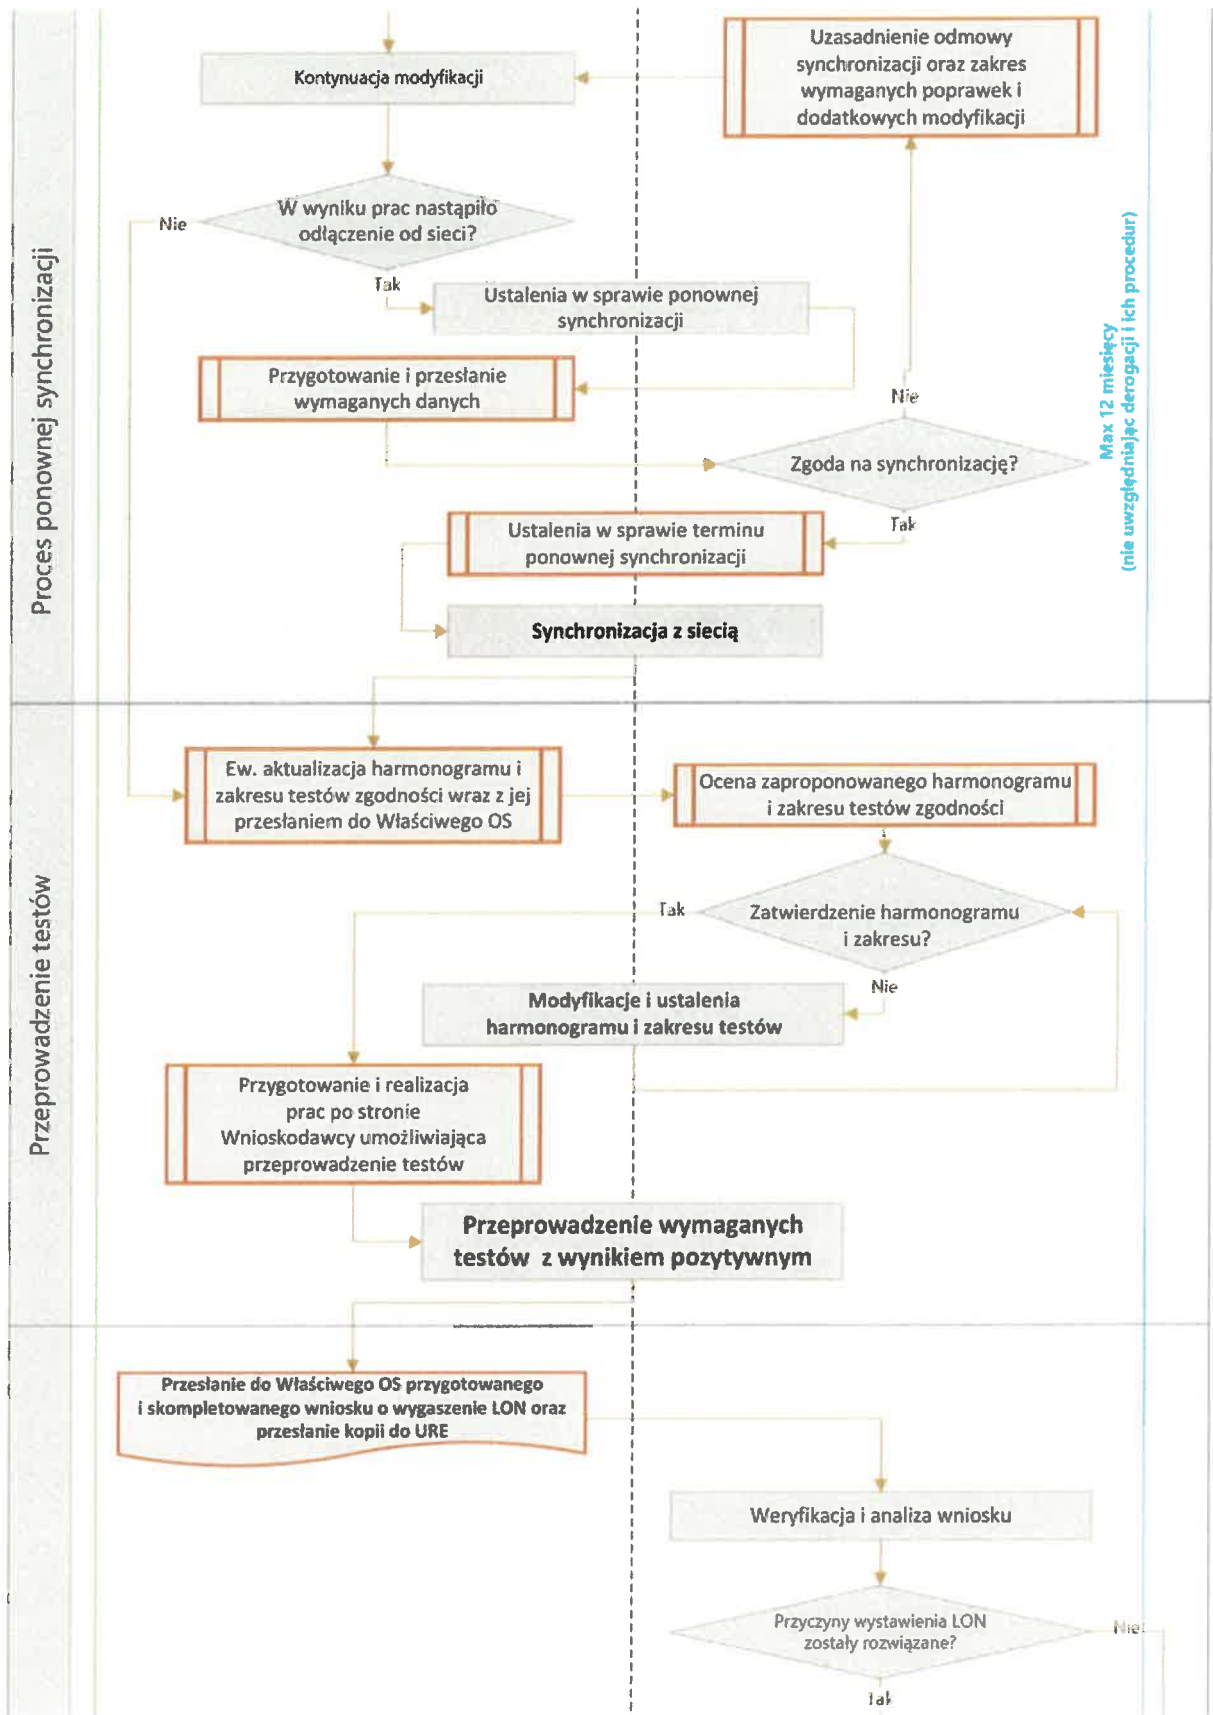 Uzasadnienie odmowy
synchronizacji oraz zakres
wymaganych poprawek i
dodatkowych modyfikacji
Kontynuacja modyfikacji
W wyniku prac nastąpiło
odłączenie od sieci?
Nie
Tak
Ustalenia w sprawie ponownej
synchronizacji
Przygotowanie i przesłanie
wymaganych danych
Nie
Zgoda na synchronizację?
Tak
Ustalenia w sprawie terminu
ponownej synchronizacji
Synchronizacja z siecią
Proces ponownej synchronizacji
Max 12 miesięcy
(nie uwzględniając derogacji i ich procedur)
Ew. aktualizacja harmonogramu i
zakresu testów zgodności wraz z jej
przesłaniem do Właściwego OS
Ocena zaproponowanego harmonogramu
i zakresu testów zgodności
Tak
Zatwierdzenie harmonogramu
i zakresu?
Nie
Modyfikacje i ustalenia
harmonogramu i zakresu testów
Przygotowanie i realizacja
prac po stronie
Wnioskodawcy umożliwiająca
przeprowadzenie testów
Przeprowadzenie wymaganych
testów z wynikiem pozytywnym
Przeprowadzenie testów
Przesłanie do Właściwego OS przygotowanego
i skompletowanego wniosku o wygaszenie LON oraz
przesłanie kopii do URE
Weryfikacja i analiza wniosku
Przyczyny wystawienia LON
zostały rozwiązane?
Nie
Tak